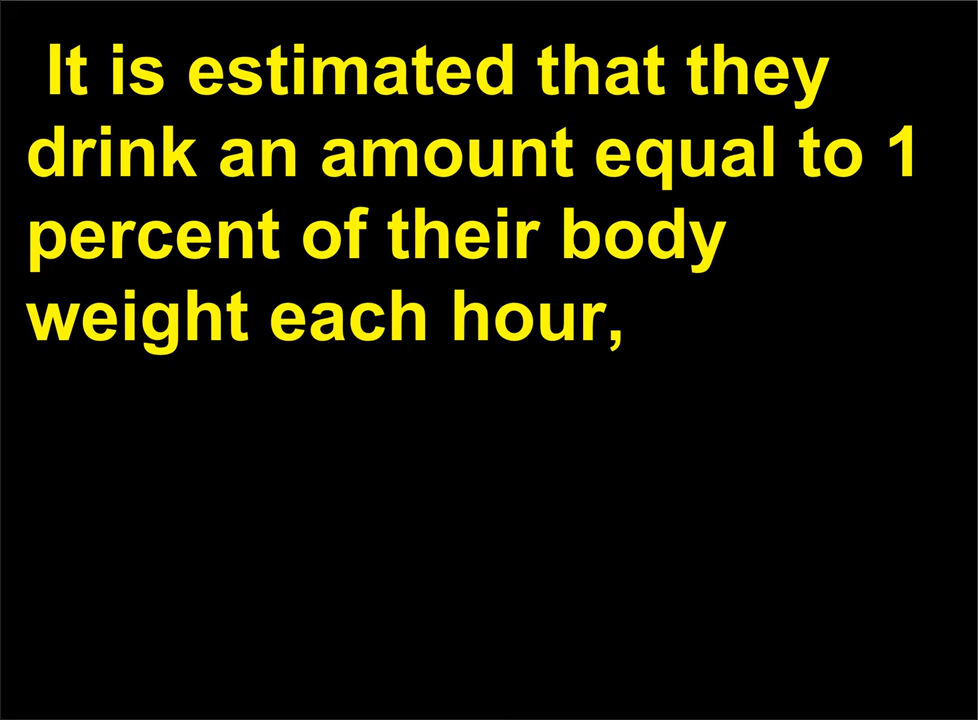 It is estimated that they
drink an amount equal to 1
percent of their body
weight each hour,